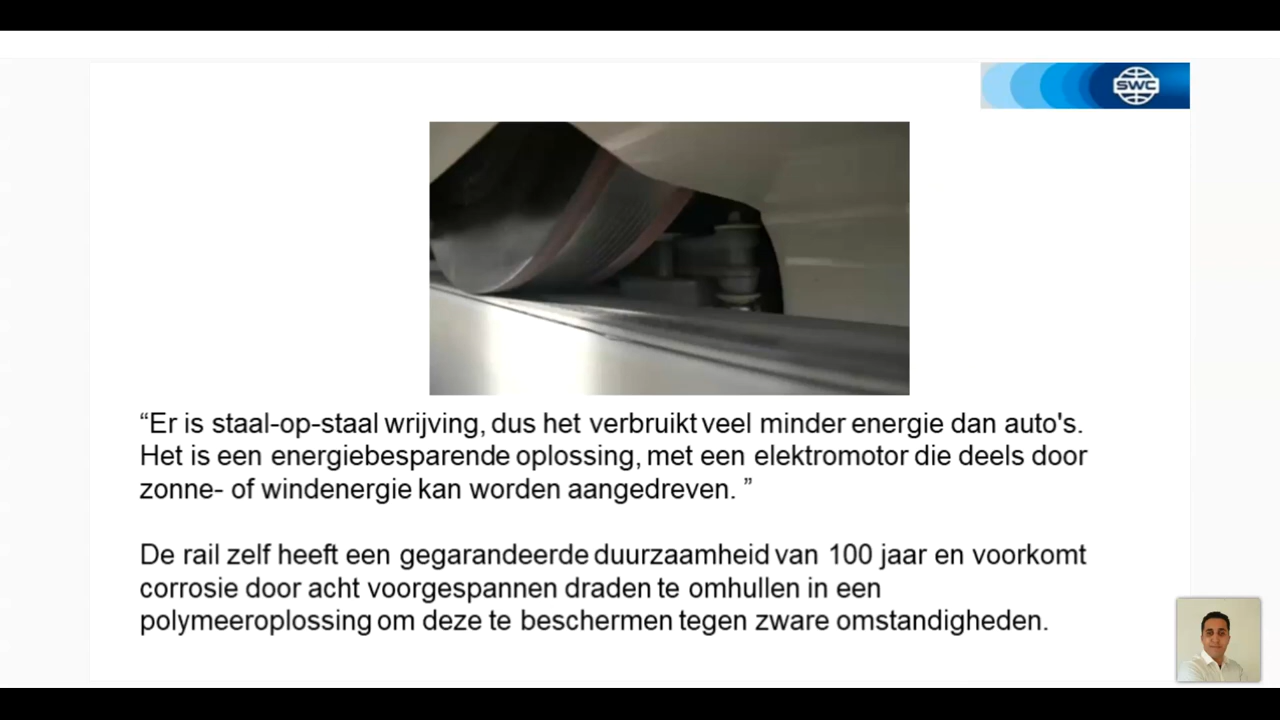 SWC
“Er is staal-op-staal wrijving, dus het verbruikt veel minder energie dan auto's.
Het is een energiebesparende oplossing, met een elektromotor die deels door
zonne- of windenergie kan worden aangedreven. ”
De rail zelf heeft een gegarandeerde duurzaamheid van 100 jaar en voorkomt
corrosie door acht voorgespannen draden te omhullen in een
polymeeroplossing om deze te beschermen tegen zware omstandigheden.